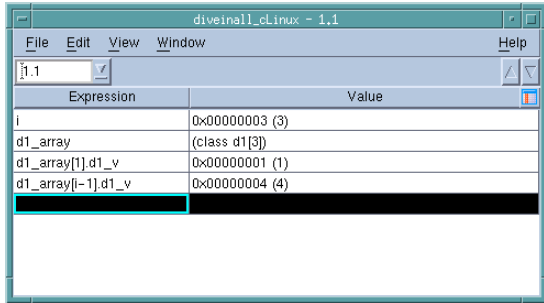 diveinall_cLinux - 1.1
File Edit View Window Help
1.1
Expression Value
i 0x00000003 (3)
d1_array (class d1[3])
d1_array[1].d1_v 0x00000001 (1)
d1_array[i-1].d1_v 0x00000004 (4)